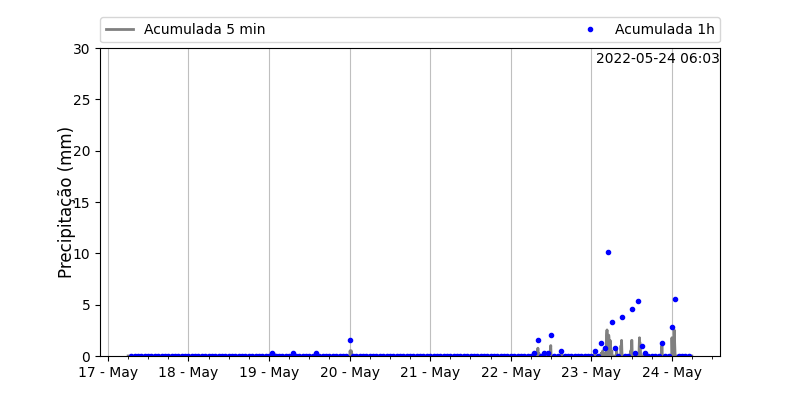 Acumulada 5 min
Acumulada 1h
2022-05-24 06:03
Precipitação (mm)
30
25
20
15
10
5
0
17 - May
18 - May
19 - May
20 - May
21 - May
22 - May
23 - May
24 - May